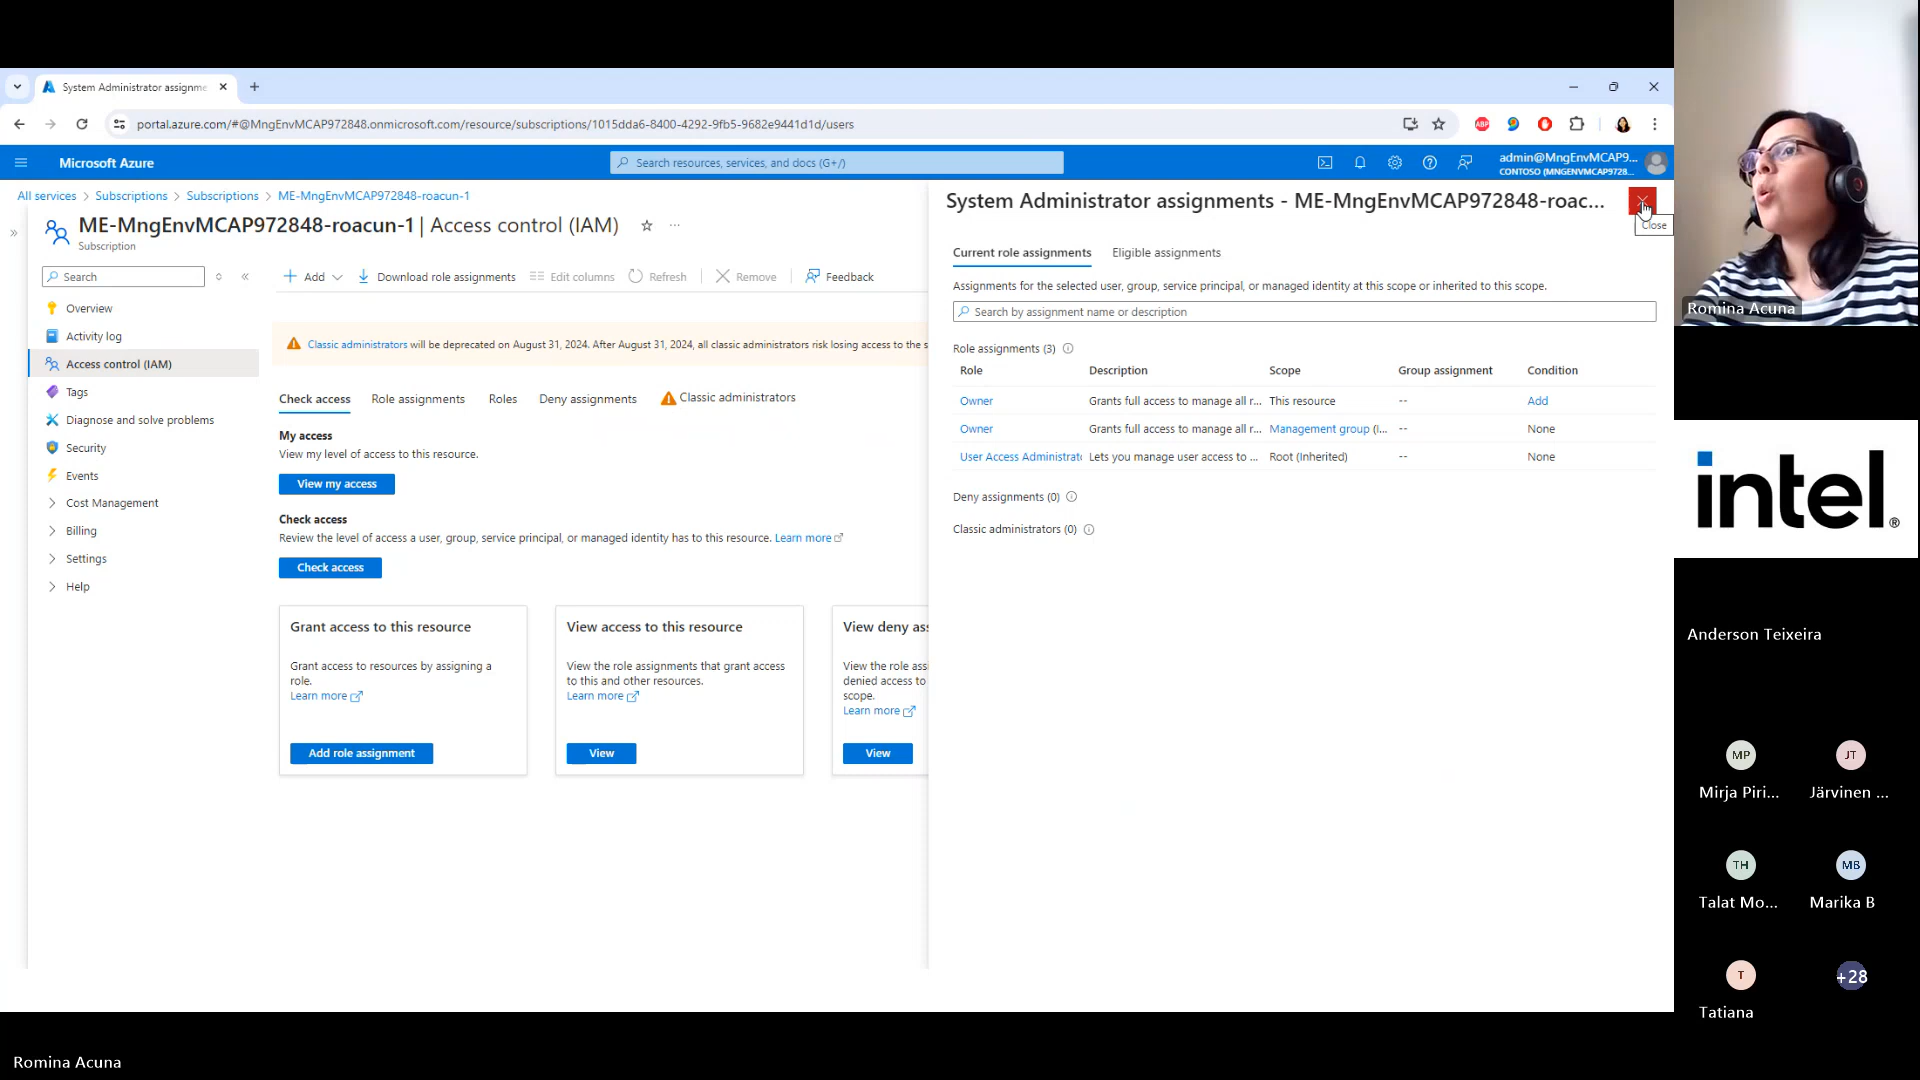 System Administrator assignme
portal.azure.com/#@MngEnvMCAP972848.onmicrosoft.com/resource/subscriptions/1015dda6-8400-4292-9fb5-9682e9441d1d/users
ABP
Microsoft Azure
Search resources, services, and docs (G+/)
admin@MngEnvMCAP9...
CONTOSO (MNGENVMCAP9728...
All services > Subscriptions > Subscriptions > ME-MngEnvMCAP972848-roacun-1
ME-MngEnvMCAP972848-roacun-1 | Access control (IAM)
Subscription
Search
Overview
Activity log
Access control (IAM)
Tags
Diagnose and solve problems
Security
Events
Cost Management
Billing
Settings
Help
Add
Download role assignments
Edit columns
Refresh
Remove
Feedback
Classic administrators will be deprecated on August 31, 2024. After August 31, 2024, all classic administrators risk losing access to the s
Check access
Role assignments
Roles
Deny assignments
Classic administrators
My access
View my level of access to this resource.
View my access
Check access
Review the level of access a user, group, service principal, or managed identity has to this resource. Learn more
Check access
Grant access to this resource
Grant access to resources by assigning a
role.
Learn more
Add role assignment
View access to this resource
View the role assignments that grant access
to this and other resources.
Learn more
View
View deny ass
View the role ass
denied access to
scope.
Learn more
View
System Administrator assignments - ME-MngEnvMCAP972848-roac...
Close
Current role assignments
Eligible assignments
Assignments for the selected user, group, service principal, or managed identity at this scope or inherited to this scope.
Search by assignment name or description
Role assignments (3)
Role Description Scope Group assignment Condition
Owner Grants full access to manage all r... This resource -- Add
Owner Grants full access to manage all r... Management group (I... -- None
User Access Administrato Lets you manage user access to ... Root (Inherited) -- None
Deny assignments (0)
Classic administrators (0)
Romina Acuna
intel®
Anderson Teixeira
MP
Mirja Piri...
JT
Järvinen ...
TH
Talat Mo...
MB
Marika B
T
Tatiana
+28
Romina Acuna